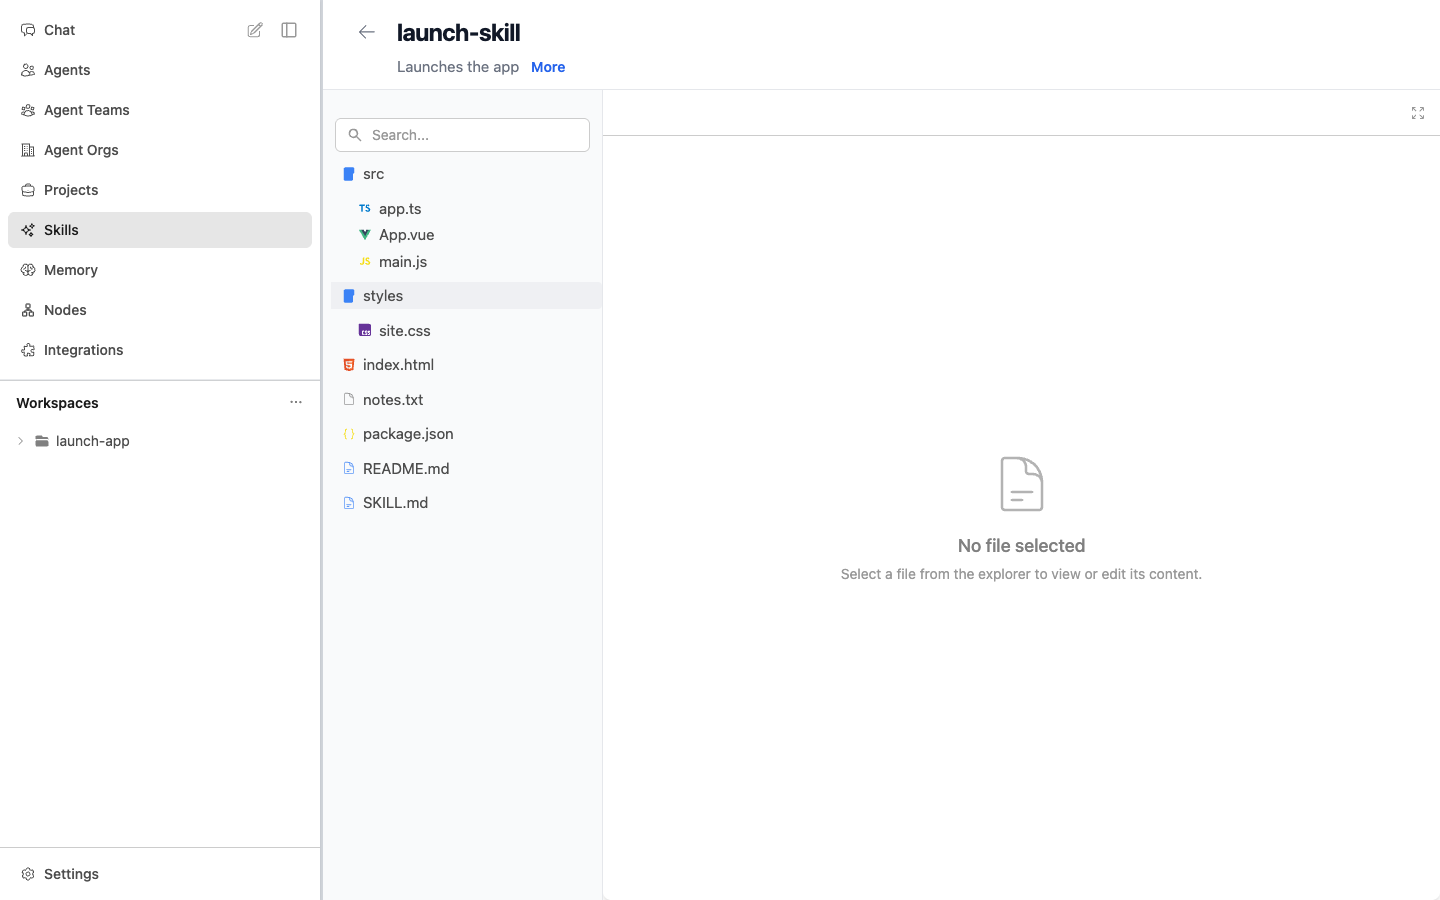 Chat
Agents
Agent Teams
Agent Orgs
Projects
Skills
Memory
Nodes
Integrations
Workspaces
launch-app
Settings
launch-skill
Launches the app More
Search...
src
TS app.ts
App.vue
JS main.js
styles
CSS site.css
5 index.html
notes.txt
{ } package.json
README.md
SKILL.md
No file selected
Select a file from the explorer to view or edit its content.